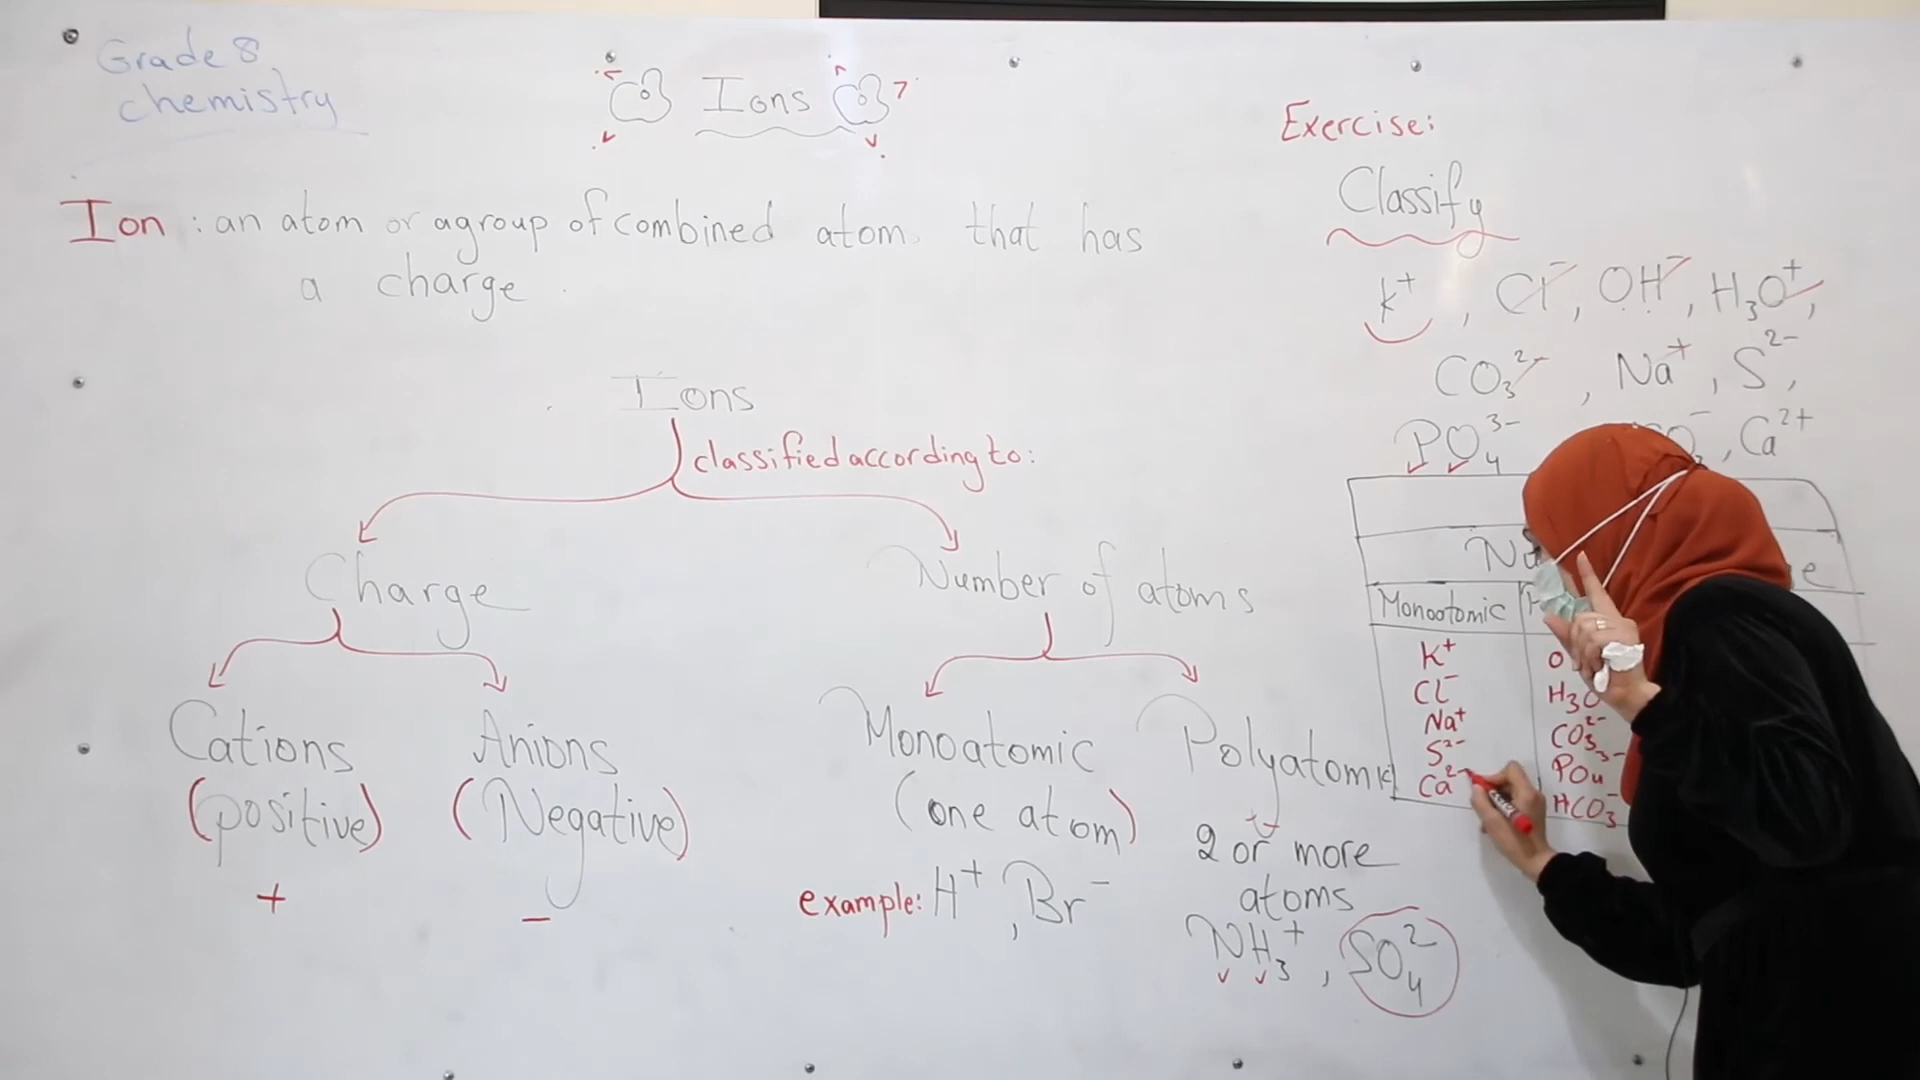 Grade 8
chemistry
Ions
Ion : an atom or a group of combined atom that has
a charge
Ions
classified according to:
Charge
Number of atoms
Cations
(positive)
+
Anions
(Negative)
−
Monoatomic
(one atom)
example: H⁺, Br⁻
Polyatomic
2 or more
atoms
NH₃⁺, SO₄²
Exercise:
Classify
K⁺, Cl⁻, OH⁻, H₃O⁺,
CO₃²⁻, Na⁺, S²⁻,
PO₄³⁻ , Ca²⁺
Monoatomic
K⁺
Cl⁻
Na⁺
S²⁻
Ca²⁻
CO₃²⁻
PO₄³⁻
HCO₃⁻